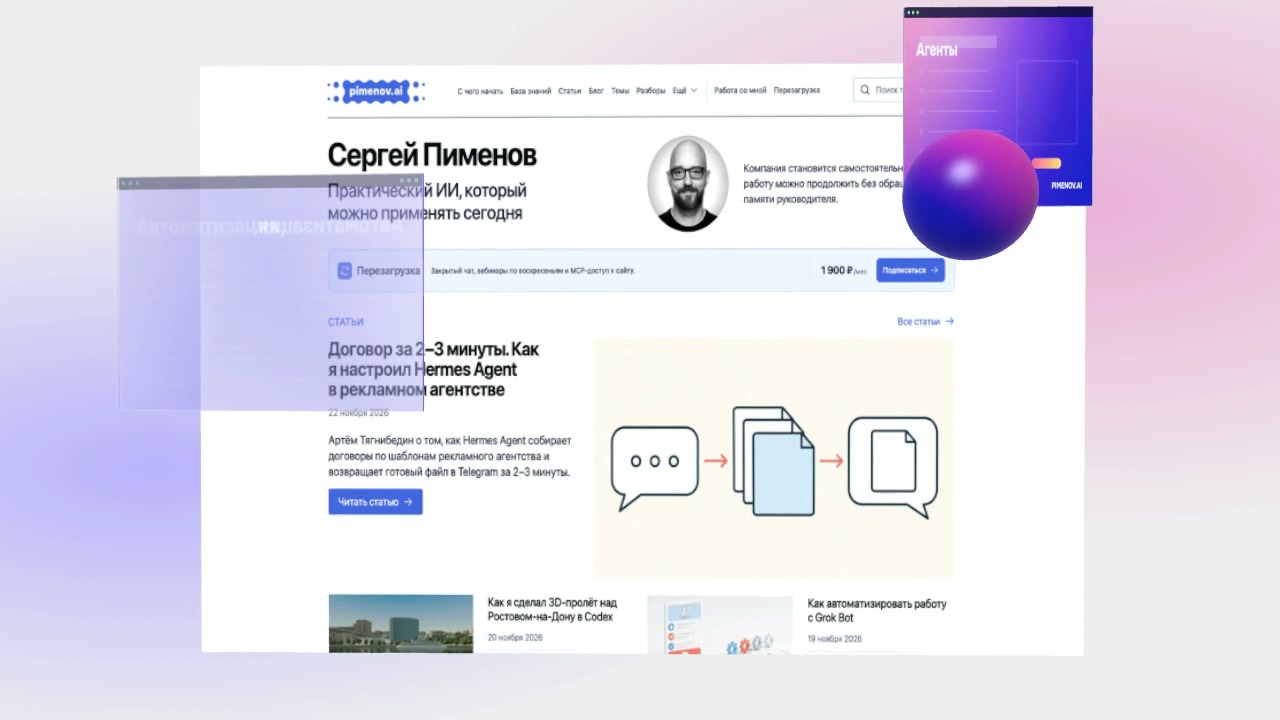 Агенты
PIMENOV.AI
pimenov.ai
С чего начать База знаний Статьи Блог Темы Разборы Ещё Работа со мной Перезагрузка
Поиск
Сергей Пименов
Практический ИИ, который
можно применять сегодня
Компания становится
работу можно продолжить без
памяти руководителя.
Автоматизация
Перезагрузка Закрытый чат, вебинары по воскресеньям и MCP-доступ к сайту. 1 900 ₽/мес Подписаться →
СТАТЬИ
Все статьи →
Договор за 2–3 минуты. Как
я настроил Hermes Agent
в рекламном агентстве
22 ноября 2026
Артём Тягнибедин о том, как Hermes Agent собирает
договоры по шаблонам рекламного агентства и
возвращает готовый файл в Telegram за 2–3 минуты.
Читать статью →
Как я сделал 3D-пролёт над
Ростовом-на-Дону в Codex
20 ноября 2026
Как автоматизировать работу
с Grok Bot
19 ноября 2026